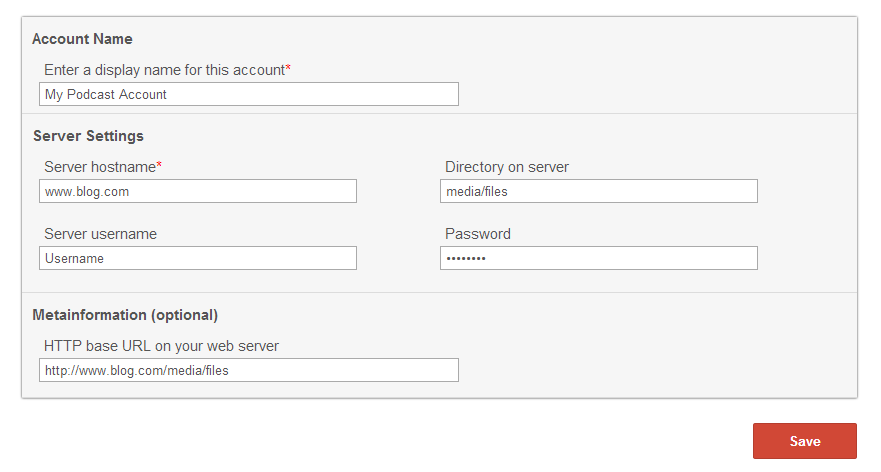 Account Name
Enter a display name for this account*
My Podcast Account
Server Settings
Server hostname*
Directory on server
www.blog.com
media/files
Server username
Password
Username
••••••••
Metainformation (optional)
HTTP base URL on your web server
http://www.blog.com/media/files
Save